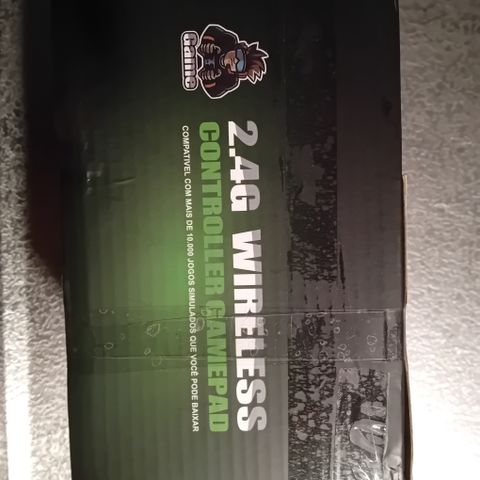 Game
2.4G WIRELESS
CONTROLLER GAMEPAD
COMPATIVEL COM MAIS DE 10.000 JOGOS SIMULADOS QUE VOCÊ PODE BAIXAR